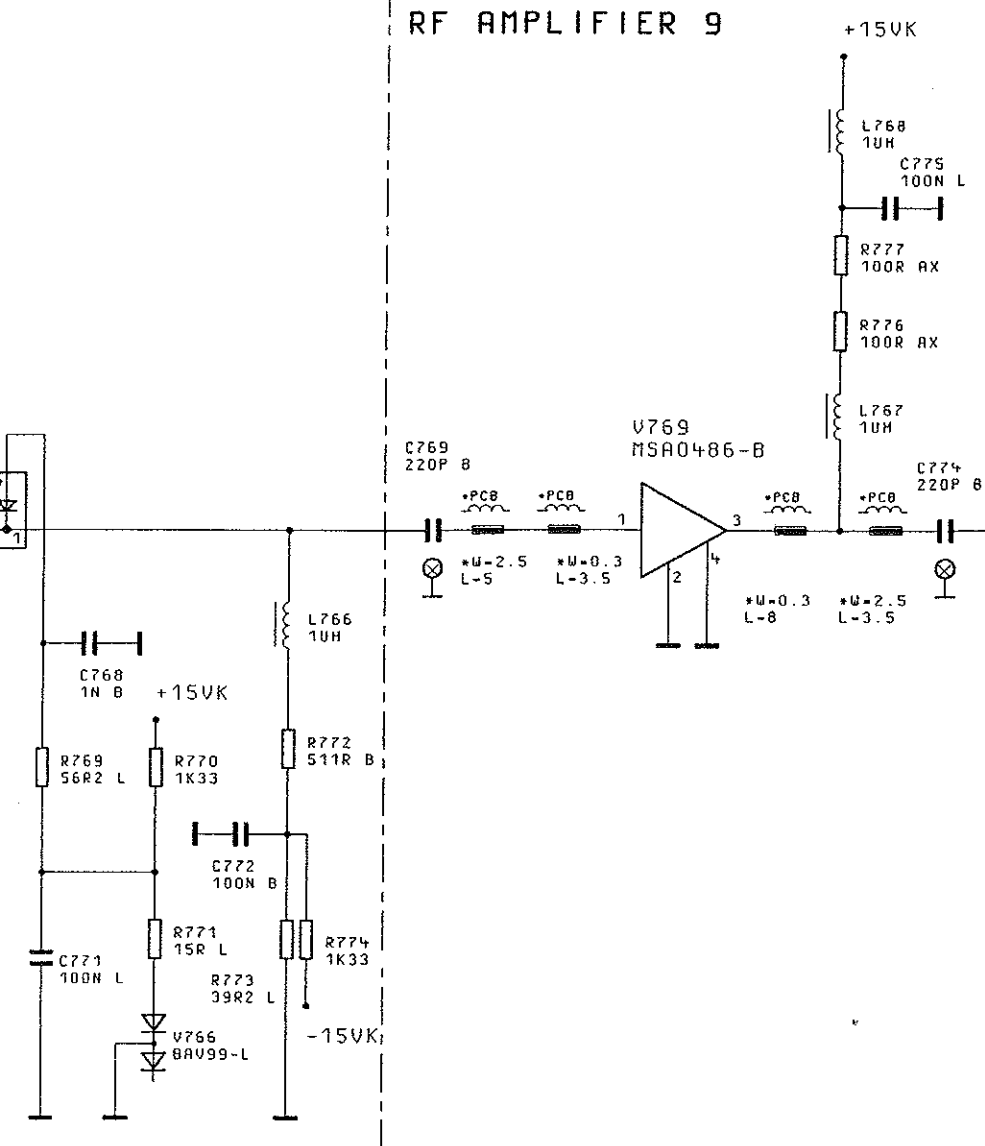 RF AMPLIFIER 9
+15VK
L768
1UH
C775
100N L
R777
100R AX
R776
100R AX
L767
1UH
V769
MSA0486-B
C769
220P B
C774
220P B
*PCB
*PCB
*PCB
*PCB
1
3
2
4
1
*W=2.5
L=5
*W=0.3
L=3.5
*W=0.3
L=8
*W=2.5
L=3.5
L766
1UH
C768
1N B
+15VK
R769
56R2 L
R770
1K33
R772
511R B
C772
100N B
R771
15R L
C771
100N L
R773
39R2 L
R774
1K33
-15VK
V766
BAV99-L